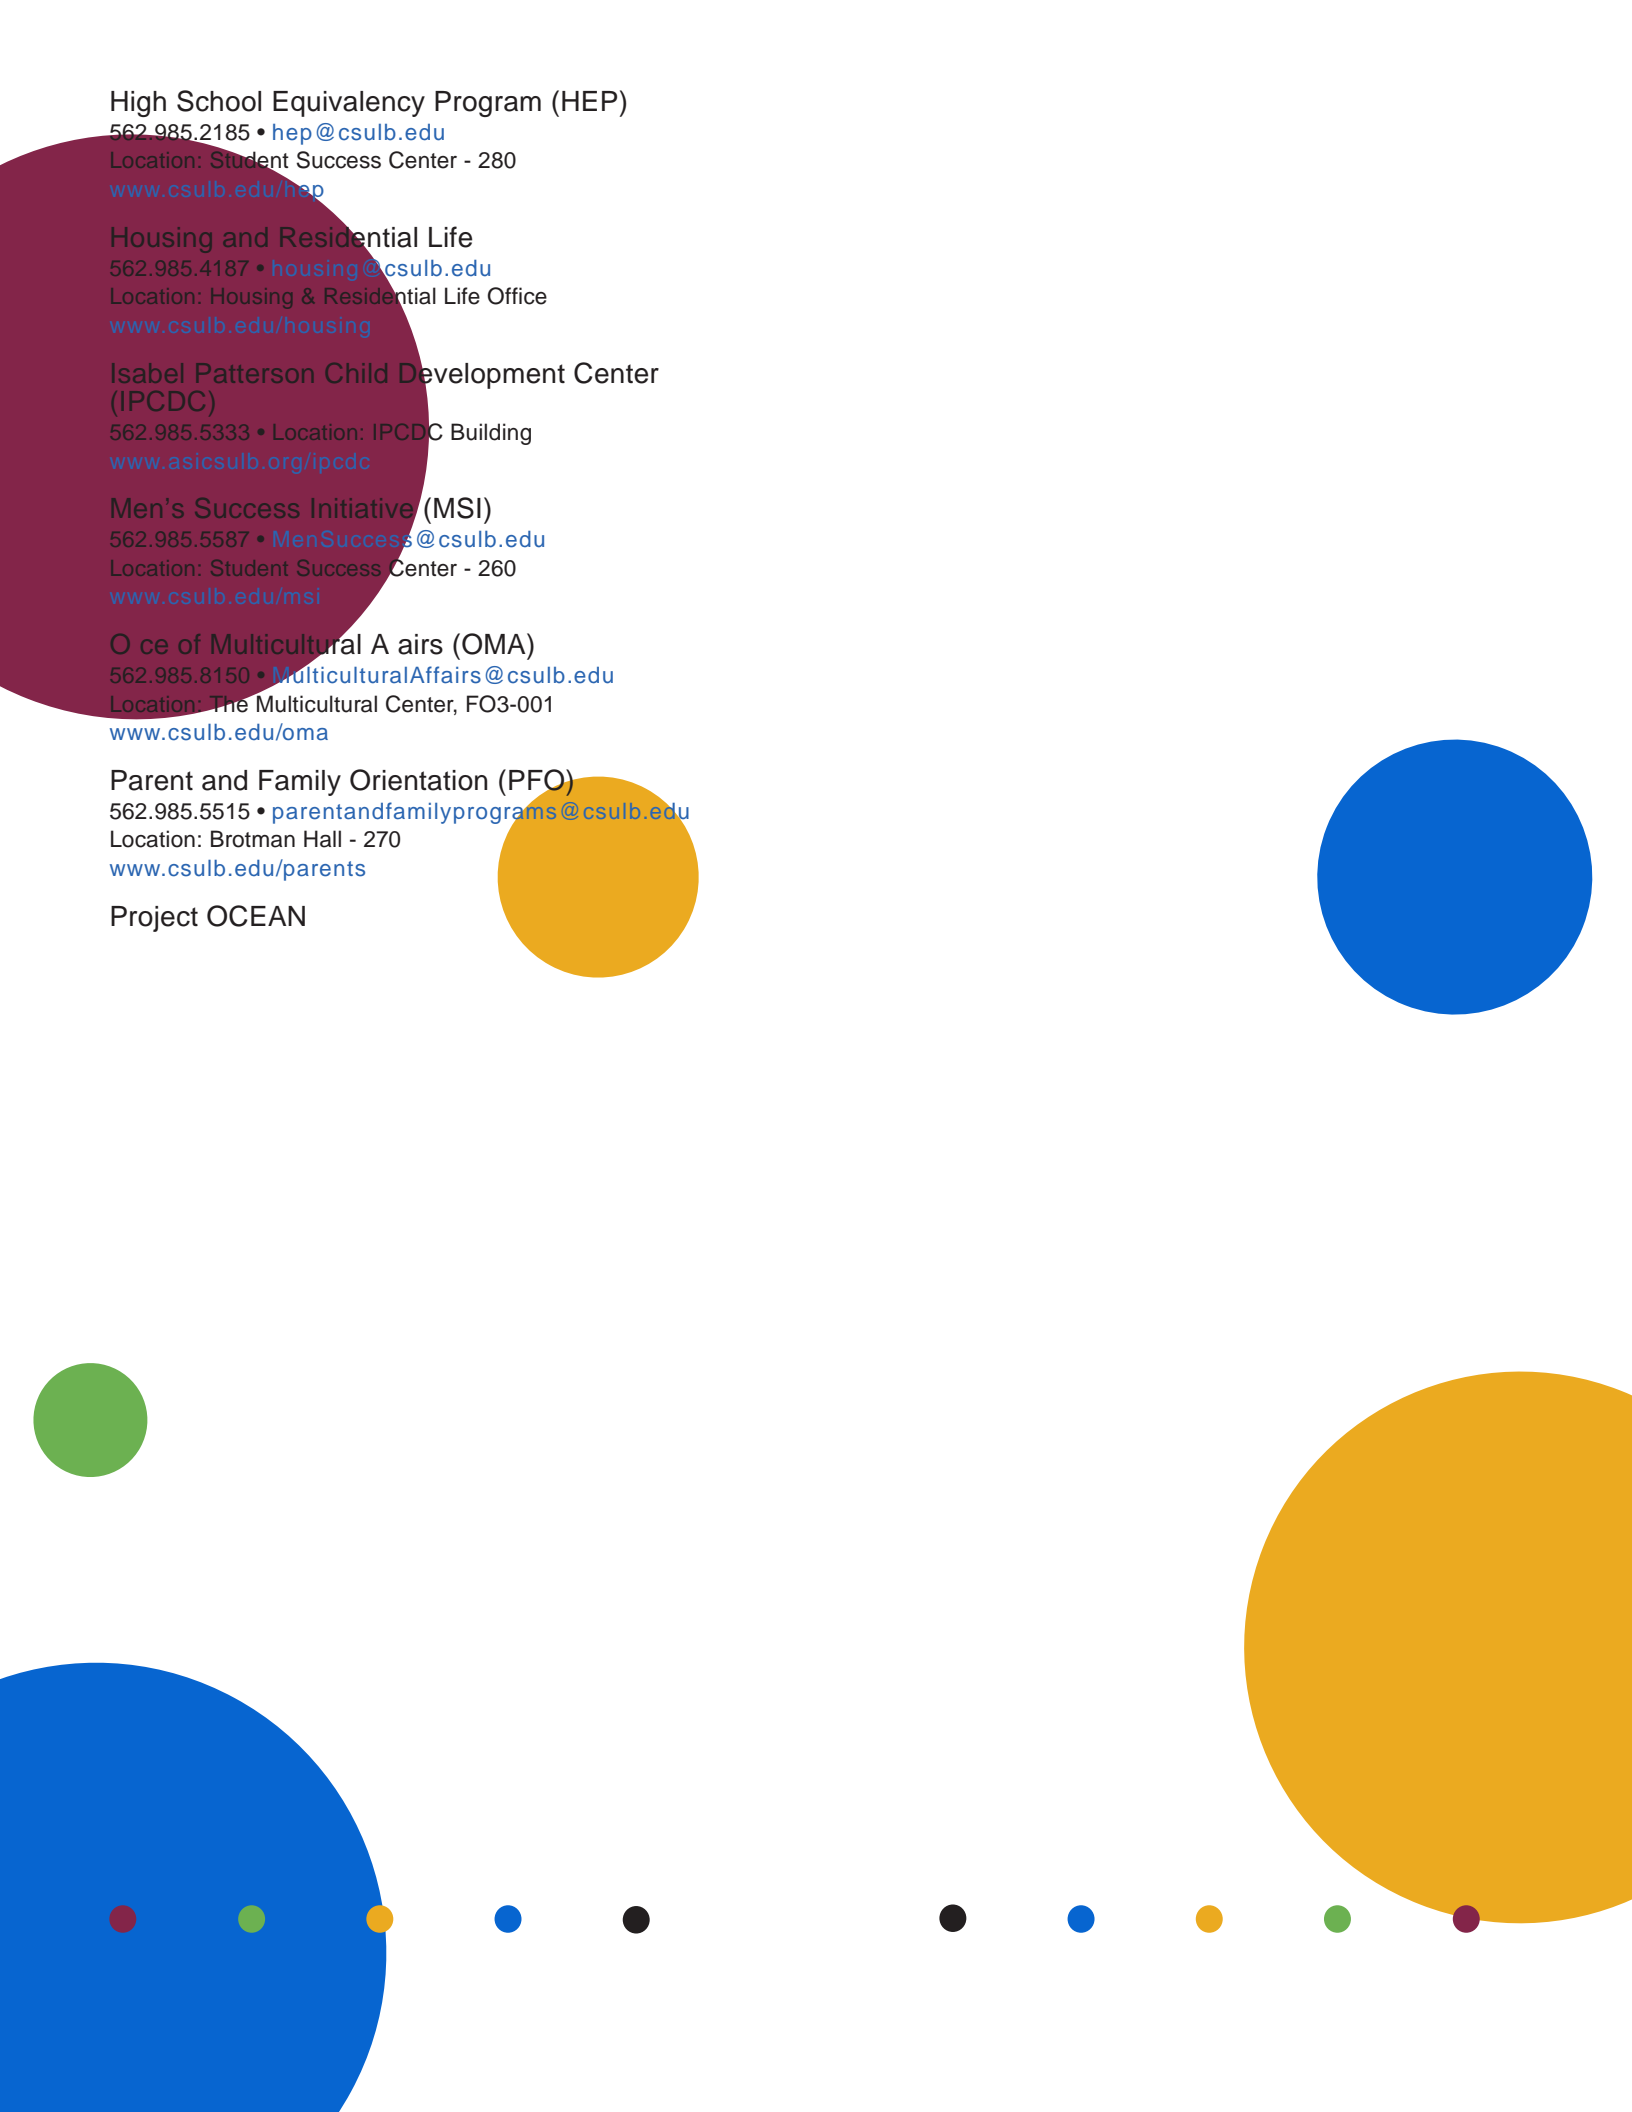 High School Equivalency Program (HEP)
562.985.2185 • hep@csulb.edu
Location: Student Success Center - 280
www.csulb.edu/hep
Housing and Residential Life
562.985.4187 • housing@csulb.edu
Location: Housing & Residential Life Office
www.csulb.edu/housing
Isabel Patterson Child Development Center
(IPCDC)
562.985.5333 • Location: IPCDC Building
www.asicsulb.org/ipcdc
Men’s Success Initiative (MSI)
562.985.5587 • MenSuccess@csulb.edu
Location: Student Success Center - 260
www.csulb.edu/msi
O ce of Multicultural A airs (OMA)
562.985.8150 • MulticulturalAffairs@csulb.edu
Location: The Multicultural Center, FO3-001
www.csulb.edu/oma
Parent and Family Orientation (PFO)
562.985.5515 • parentandfamilyprograms@csulb.edu
Location: Brotman Hall - 270
www.csulb.edu/parents
Project OCEAN